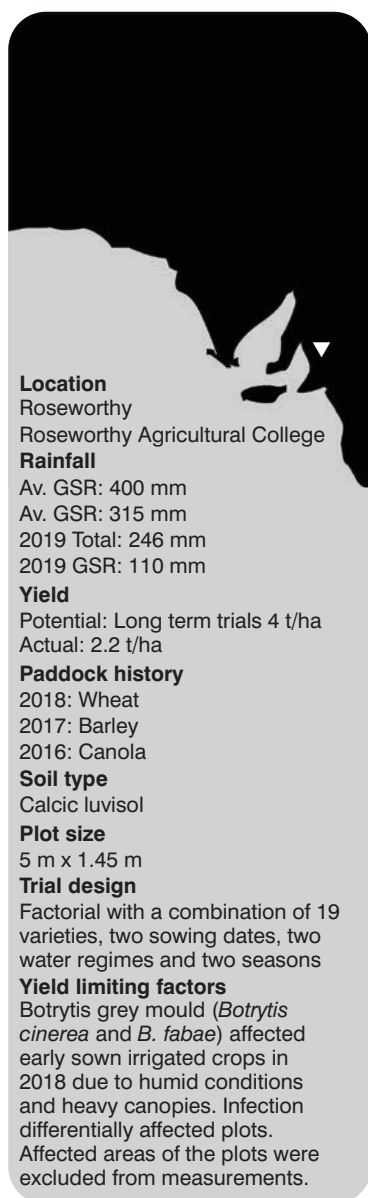 Location
Roseworthy
Roseworthy Agricultural College
Rainfall
Av. GSR: 400 mm
Av. GSR: 315 mm
2019 Total: 246 mm
2019 GSR: 110 mm
Yield
Potential: Long term trials 4 t/ha
Actual: 2.2 t/ha
Paddock history
2018: Wheat
2017: Barley
2016: Canola
Soil type
Calcic luvisol
Plot size
5 m x 1.45 m
Trial design
Factorial with a combination of 19
varieties, two sowing dates, two
water regimes and two seasons
Yield limiting factors
Botrytis grey mould (Botrytis
cinerea and B. fabae) affected
early sown irrigated crops in
2018 due to humid conditions
and heavy canopies. Infection
differentially affected plots.
Affected areas of the plots were
excluded from measurements.